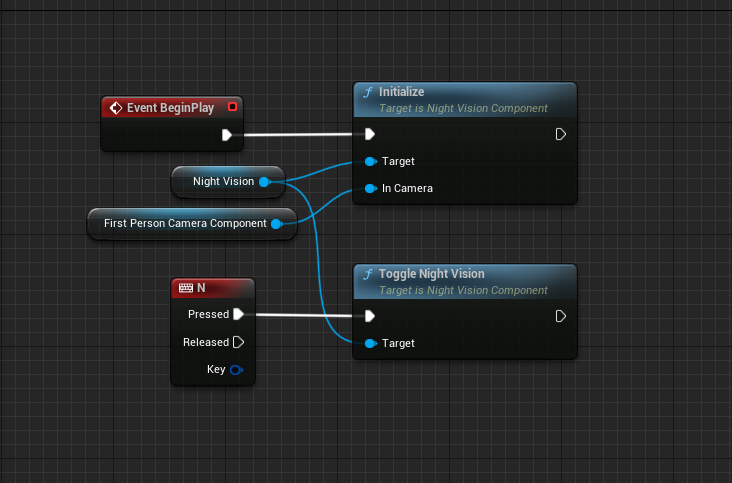 Event BeginPlay
Initialize
Target is Night Vision Component
Target
In Camera
Night Vision
First Person Camera Component
N
Pressed
Released
Key
Toggle Night Vision
Target is Night Vision Component
Target